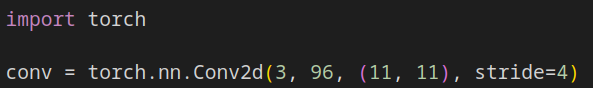 import torch
conv = torch.nn.Conv2d(3, 96, (11, 11), stride=4)